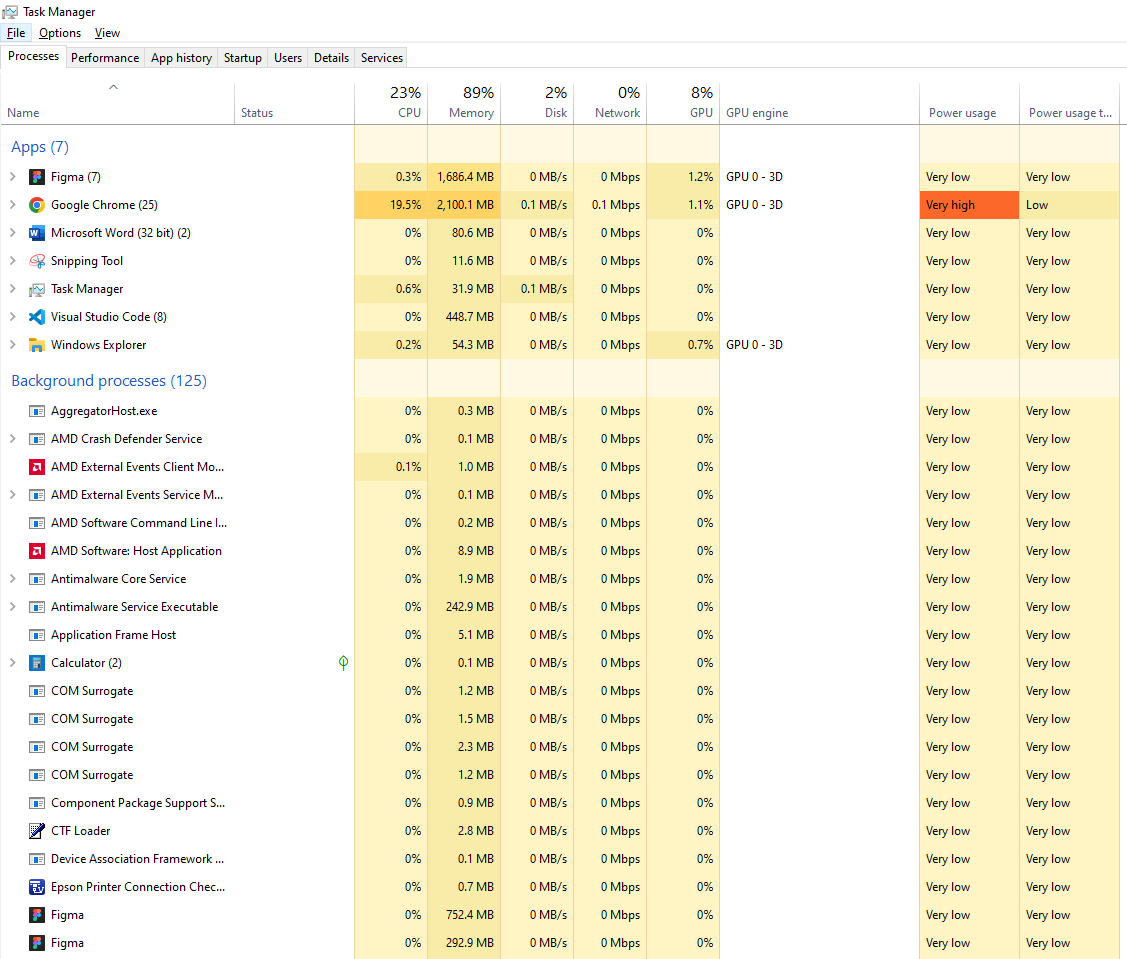 Task Manager
File Options View
Processes Performance App history Startup Users Details Services
23% 89% 2% 0% 8%
Name Status CPU Memory Disk Network GPU GPU engine Power usage Power usage t...
Apps (7)
Figma (7) 0.3% 1,686.4 MB 0 MB/s 0 Mbps 1.2% GPU 0 - 3D Very low Very low
Google Chrome (25) 19.5% 2,100.1 MB 0.1 MB/s 0.1 Mbps 1.1% GPU 0 - 3D Very high Low
Microsoft Word (32 bit) (2) 0% 80.6 MB 0 MB/s 0 Mbps 0% Very low Very low
Snipping Tool 0% 11.6 MB 0 MB/s 0 Mbps 0% Very low Very low
Task Manager 0.6% 31.9 MB 0.1 MB/s 0 Mbps 0% Very low Very low
Visual Studio Code (8) 0% 448.7 MB 0 MB/s 0 Mbps 0% Very low Very low
Windows Explorer 0.2% 54.3 MB 0 MB/s 0 Mbps 0.7% GPU 0 - 3D Very low Very low
Background processes (125)
AggregatorHost.exe 0% 0.3 MB 0 MB/s 0 Mbps 0% Very low Very low
AMD Crash Defender Service 0% 0.1 MB 0 MB/s 0 Mbps 0% Very low Very low
AMD External Events Client Mo... 0.1% 1.0 MB 0 MB/s 0 Mbps 0% Very low Very low
AMD External Events Service M... 0% 0.1 MB 0 MB/s 0 Mbps 0% Very low Very low
AMD Software Command Line I... 0% 0.2 MB 0 MB/s 0 Mbps 0% Very low Very low
AMD Software: Host Application 0% 8.9 MB 0 MB/s 0 Mbps 0% Very low Very low
Antimalware Core Service 0% 1.9 MB 0 MB/s 0 Mbps 0% Very low Very low
Antimalware Service Executable 0% 242.9 MB 0 MB/s 0 Mbps 0% Very low Very low
Application Frame Host 0% 5.1 MB 0 MB/s 0 Mbps 0% Very low Very low
Calculator (2) 0% 0.1 MB 0 MB/s 0 Mbps 0% Very low Very low
COM Surrogate 0% 1.2 MB 0 MB/s 0 Mbps 0% Very low Very low
COM Surrogate 0% 1.5 MB 0 MB/s 0 Mbps 0% Very low Very low
COM Surrogate 0% 2.3 MB 0 MB/s 0 Mbps 0% Very low Very low
COM Surrogate 0% 1.2 MB 0 MB/s 0 Mbps 0% Very low Very low
Component Package Support S... 0% 0.9 MB 0 MB/s 0 Mbps 0% Very low Very low
CTF Loader 0% 2.8 MB 0 MB/s 0 Mbps 0% Very low Very low
Device Association Framework ... 0% 0.1 MB 0 MB/s 0 Mbps 0% Very low Very low
Epson Printer Connection Chec... 0% 0.7 MB 0 MB/s 0 Mbps 0% Very low Very low
Figma 0% 752.4 MB 0 MB/s 0 Mbps 0% Very low Very low
Figma 0% 292.9 MB 0 MB/s 0 Mbps 0% Very low Very low